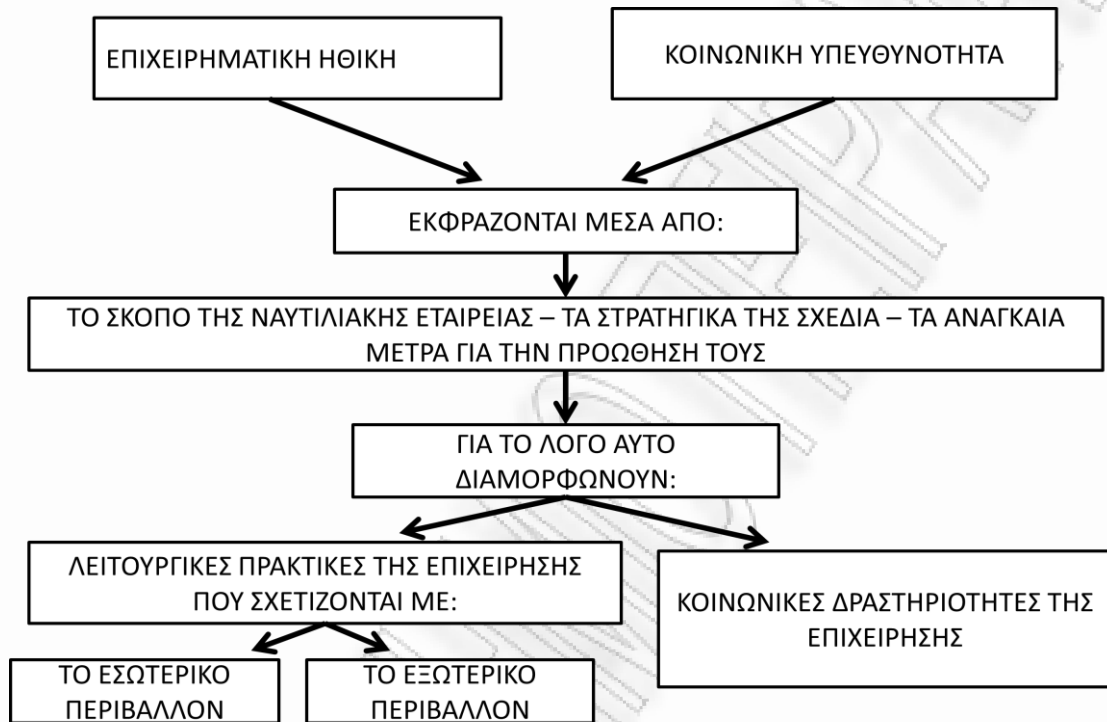 ΕΠΙΧΕΙΡΗΜΑΤΙΚΗ ΗΘΙΚΗ
ΚΟΙΝΩΝΙΚΗ ΥΠΕΥΘΥΝΟΤΗΤΑ
ΕΚΦΡΑΖΟΝΤΑΙ ΜΕΣΑ ΑΠΟ:
ΤΟ ΣΚΟΠΟ ΤΗΣ ΝΑΥΤΙΛΙΑΚΗΣ ΕΤΑΙΡΕΙΑΣ – ΤΑ ΣΤΡΑΤΗΓΙΚΑ ΤΗΣ ΣΧΕΔΙΑ – ΤΑ ΑΝΑΓΚΑΙΑ
ΜΕΤΡΑ ΓΙΑ ΤΗΝ ΠΡΟΩΘΗΣΗ ΤΟΥΣ
ΓΙΑ ΤΟ ΛΟΓΟ ΑΥΤΟ
ΔΙΑΜΟΡΦΩΝΟΥΝ:
ΛΕΙΤΟΥΡΓΙΚΕΣ ΠΡΑΚΤΙΚΕΣ ΤΗΣ ΕΠΙΧΕΙΡΗΣΗΣ
ΠΟΥ ΣΧΕΤΙΖΟΝΤΑΙ ΜΕ:
ΚΟΙΝΩΝΙΚΕΣ ΔΡΑΣΤΗΡΙΟΤΗΤΕΣ ΤΗΣ
ΕΠΙΧΕΙΡΗΣΗΣ
ΤΟ ΕΣΩΤΕΡΙΚΟ
ΠΕΡΙΒΑΛΛΟΝ
ΤΟ ΕΞΩΤΕΡΙΚΟ
ΠΕΡΙΒΑΛΛΟΝ